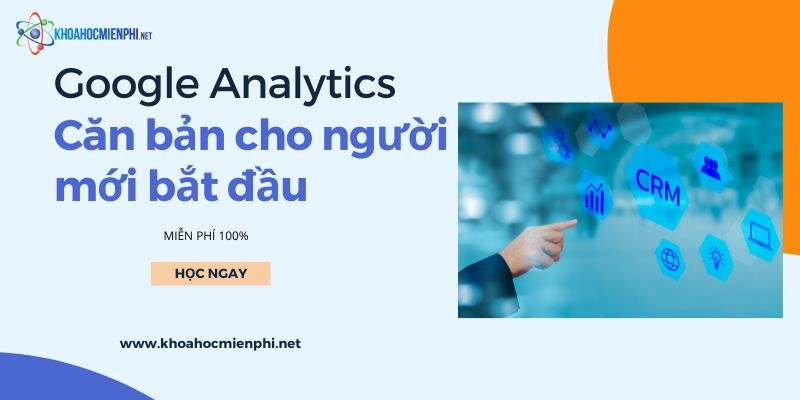 KHOAHOCMIENPHI.NET
Google Analytics
Căn bản cho người
mới bắt đầu
CRM
MIỄN PHÍ 100%
HỌC NGAY
www.khoahocmienphi.net